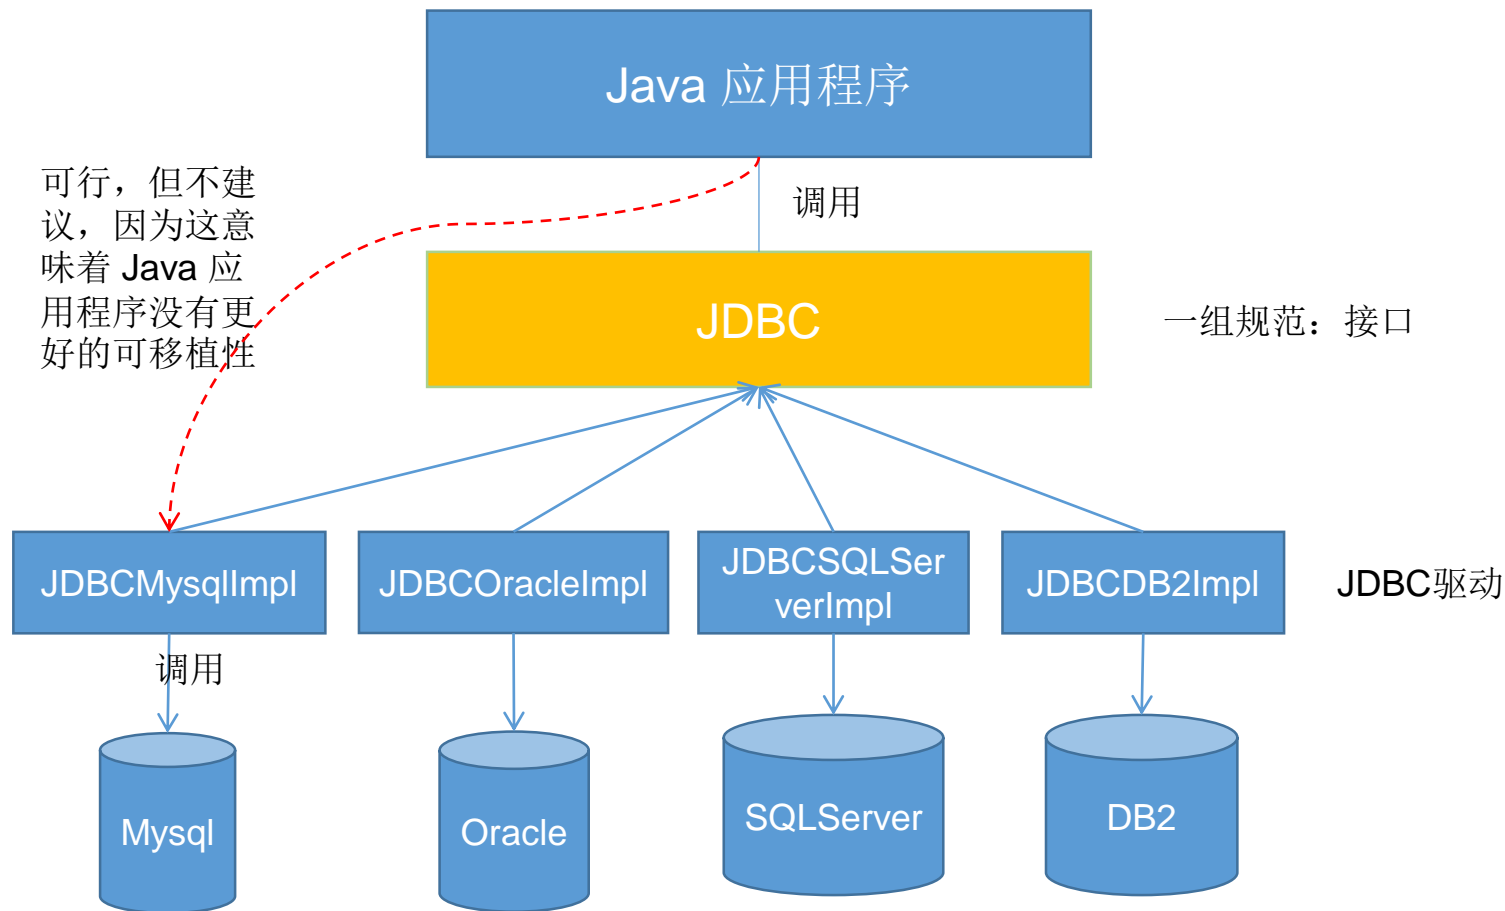 Java 应用程序
可行，但不建
议，因为这意
味着 Java 应
用程序没有更
好的可移植性
调用
JDBC
一组规范：接口
JDBCMysqlImpl
JDBCOracleImpl
JDBCSQLSer
verImpl
JDBCDB2Impl
JDBC驱动
调用
Mysql
Oracle
SQLServer
DB2